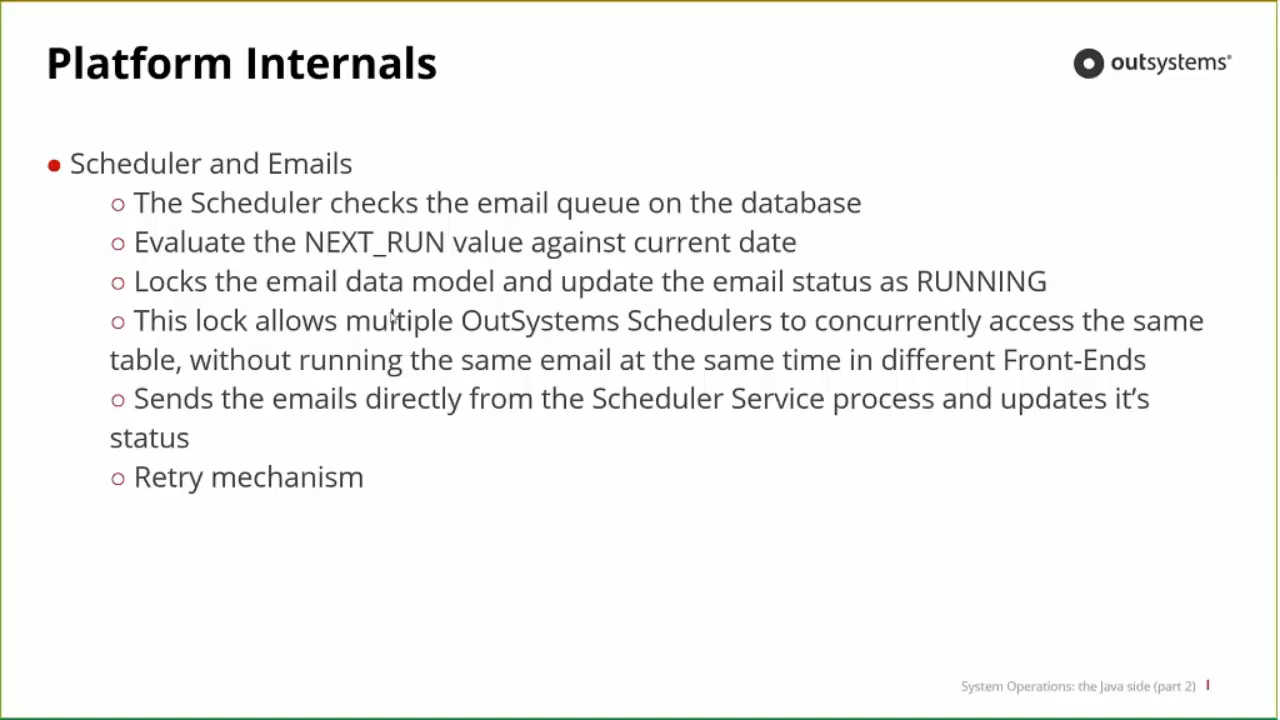 Platform Internals
outsystems®
● Scheduler and Emails
○ The Scheduler checks the email queue on the database
○ Evaluate the NEXT_RUN value against current date
○ Locks the email data model and update the email status as RUNNING
○ This lock allows multiple OutSystems Schedulers to concurrently access the same
table, without running the same email at the same time in different Front-Ends
○ Sends the emails directly from the Scheduler Service process and updates it’s
status
○ Retry mechanism
System Operations: the Java side (part 2) I